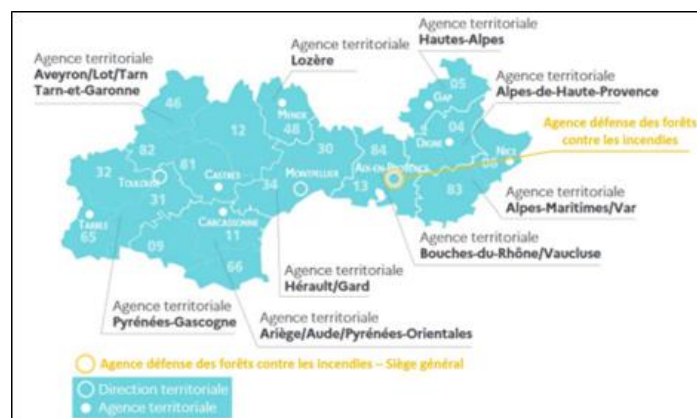 Agence territoriale
Hautes-Alpes
Agence territoriale
Aveyron/Lot/Tarn
Tarn-et-Garonne
Agence territoriale
Lozère
Agence territoriale
Alpes-de-Haute-Provence
Agence défense des forêts
contre les incendies
05
GAP
46
MENDE
48
12
04
DIGNE
30
84
NICE
06
82
81
32
TOULOUSE
CASTRES
34
MONTPELLIER
AIX-EN-PROVENCE
13
83
31
TARBES
65
CARCASSONNE
11
09
66
Agence territoriale
Alpes-Maritimes/Var
Agence territoriale
Bouches-du-Rhône/Vaucluse
Agence territoriale
Hérault/Gard
Agence territoriale
Pyrénées-Gascogne
Agence territoriale
Ariège/Aude/Pyrénées-Orientales
Agence défense des forêts contre les incendies – Siège général
Direction territoriale
Agence territoriale